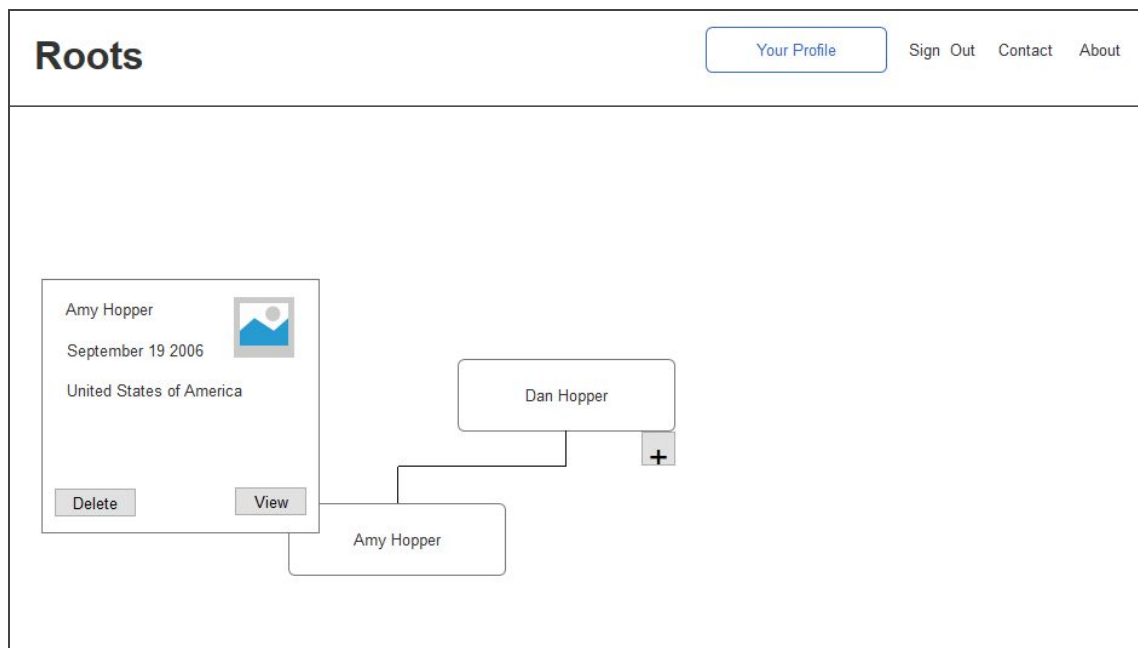 Roots
Your Profile
Sign Out
Contact
About
Amy Hopper
September 19 2006
United States of America
Delete
View
Dan Hopper
+
Amy Hopper